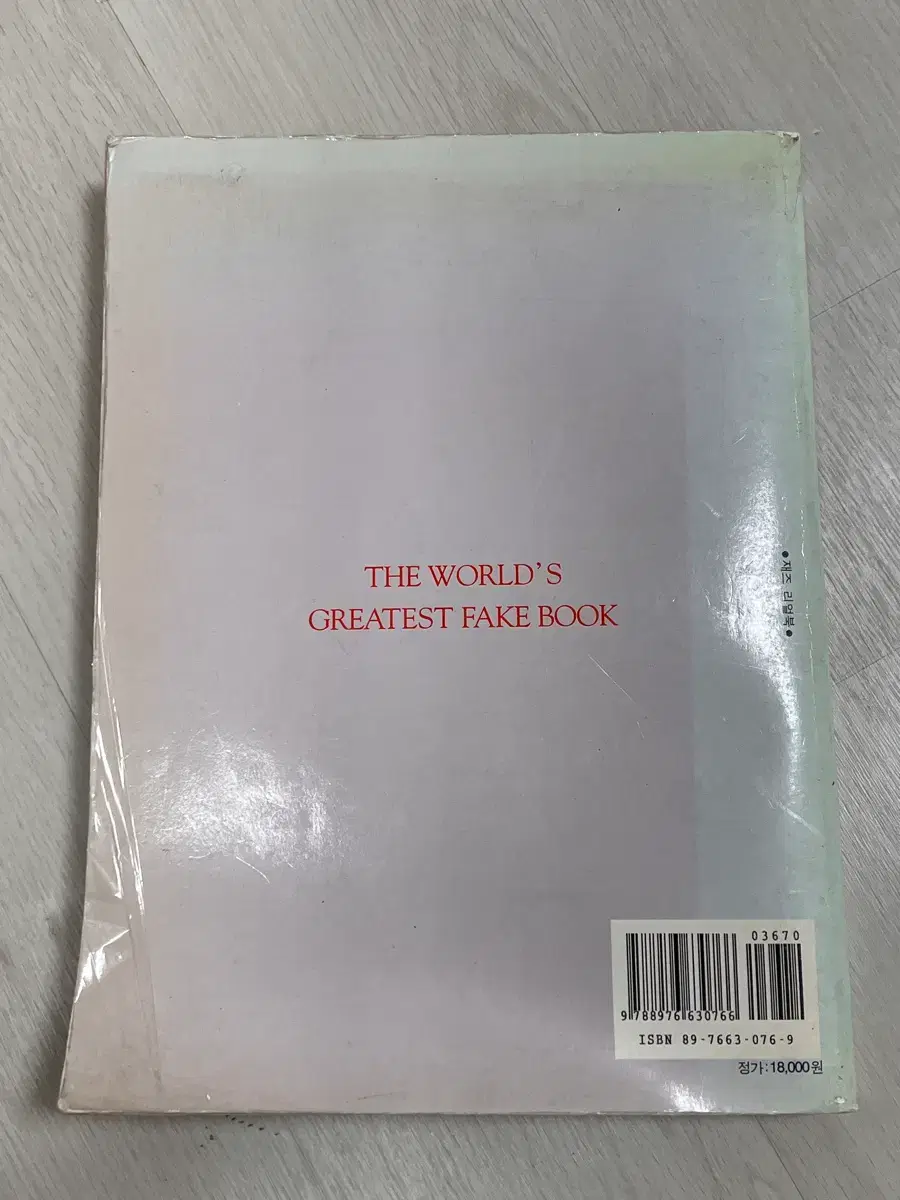 THE WORLD'S
GREATEST FAKE BOOK
●재즈 리얼북●
03670
9 788976 630766
ISBN 89-7663-076-9
정가:18,000원